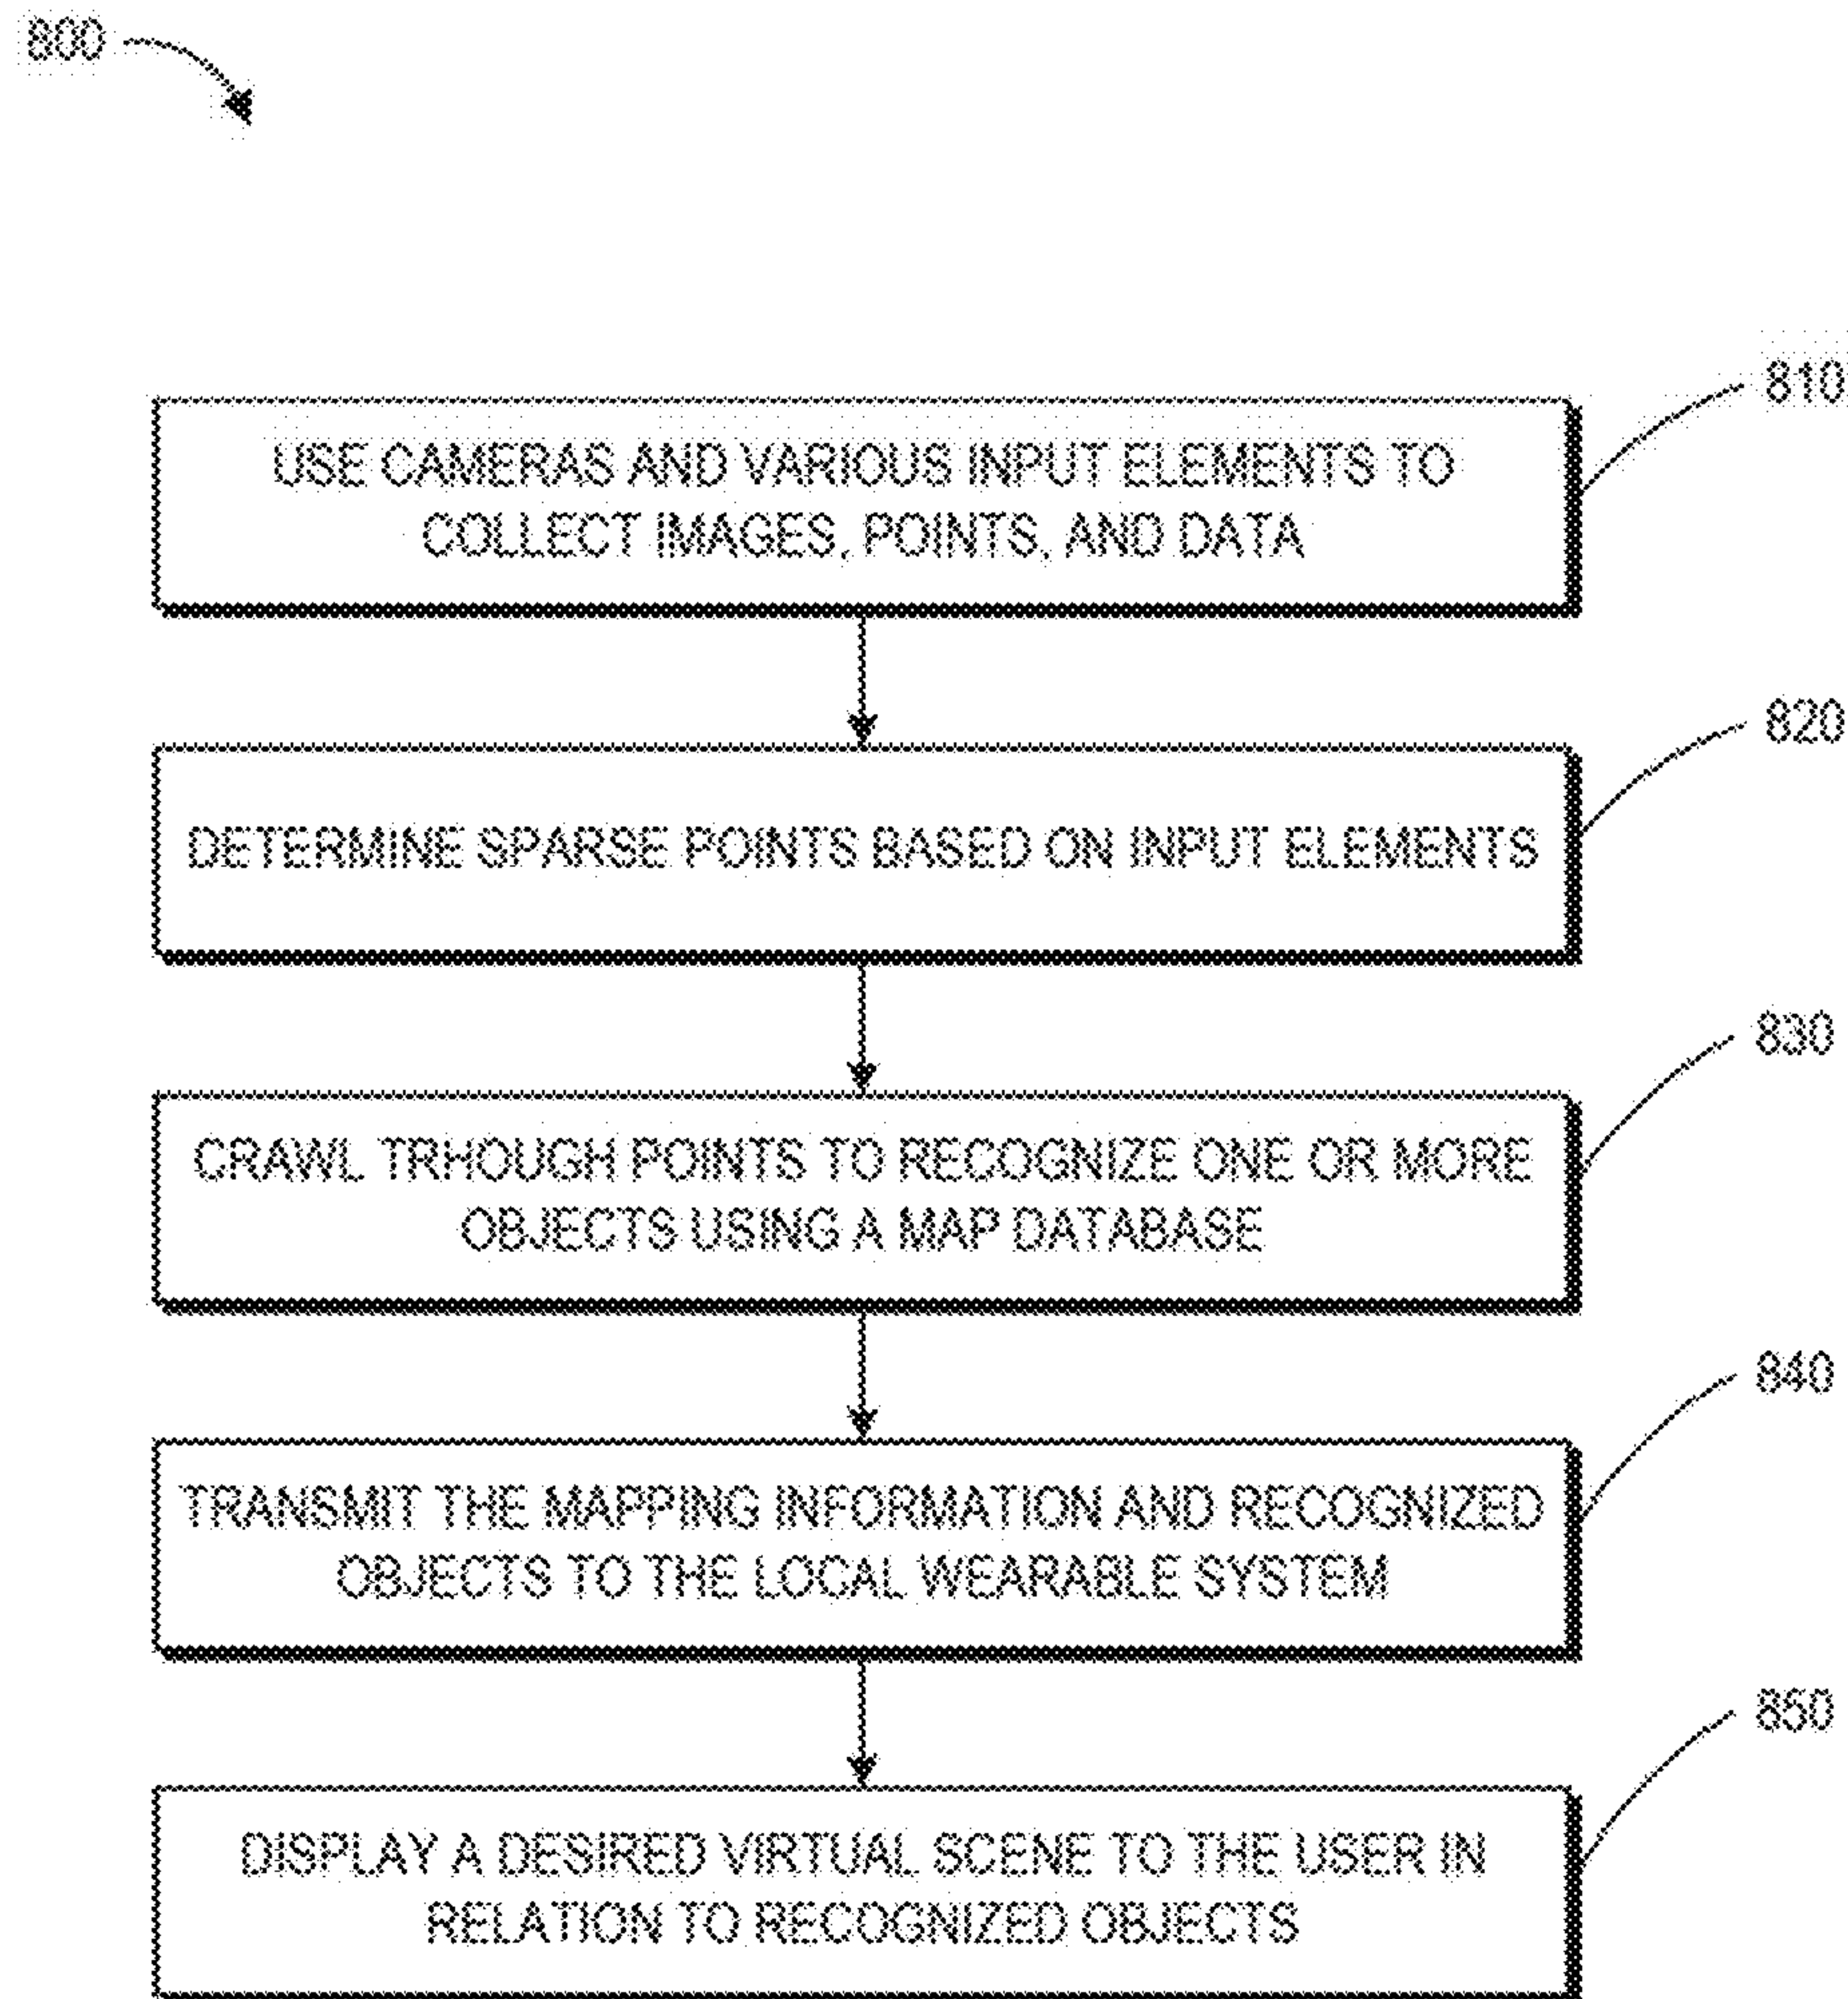 800
810
USE CAMERAS AND VARIOUS INPUT ELEMENTS TO
COLLECT IMAGES, POINTS, AND DATA
820
DETERMINE SPARSE POINTS BASED ON INPUT ELEMENTS
830
CRAWL TRHOUGH POINTS TO RECOGNIZE ONE OR MORE
OBJECTS USING A MAP DATABASE
840
TRANSMIT THE MAPPING INFORMATION AND RECOGNIZED
OBJECTS TO THE LOCAL WEARABLE SYSTEM
850
DISPLAY A DESIRED VIRTUAL SCENE TO THE USER IN
RELATION TO RECOGNIZED OBJECTS